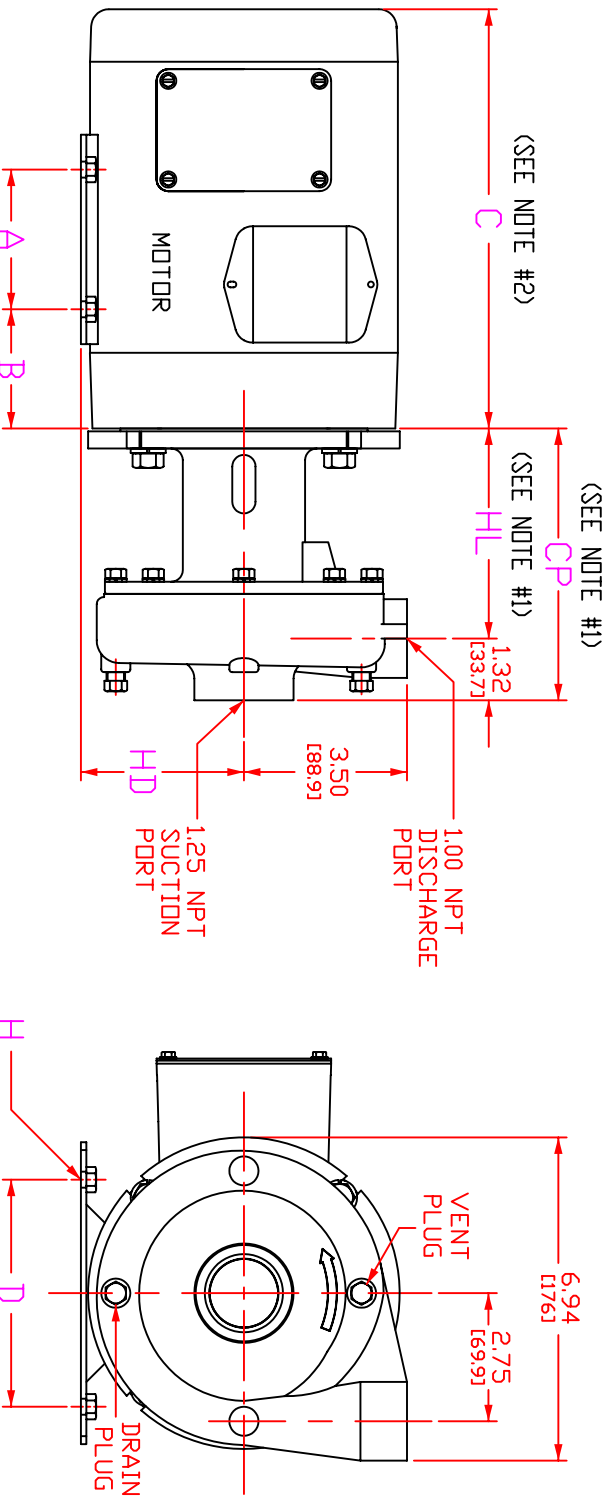 (SEE NOTE #2)
C
MOTOR
A
B
(SEE NOTE #1)
CP
(SEE NOTE #1)
HL
1.32
[33.7]
3.50
[88.9]
HD
1.00 NPT
DISCHARGE
PORT
1.25 NPT
SUCTION
PORT
H
D
VENT
PLUG
6.94
[176]
2.75
[69.9]
DRAIN
PLUG